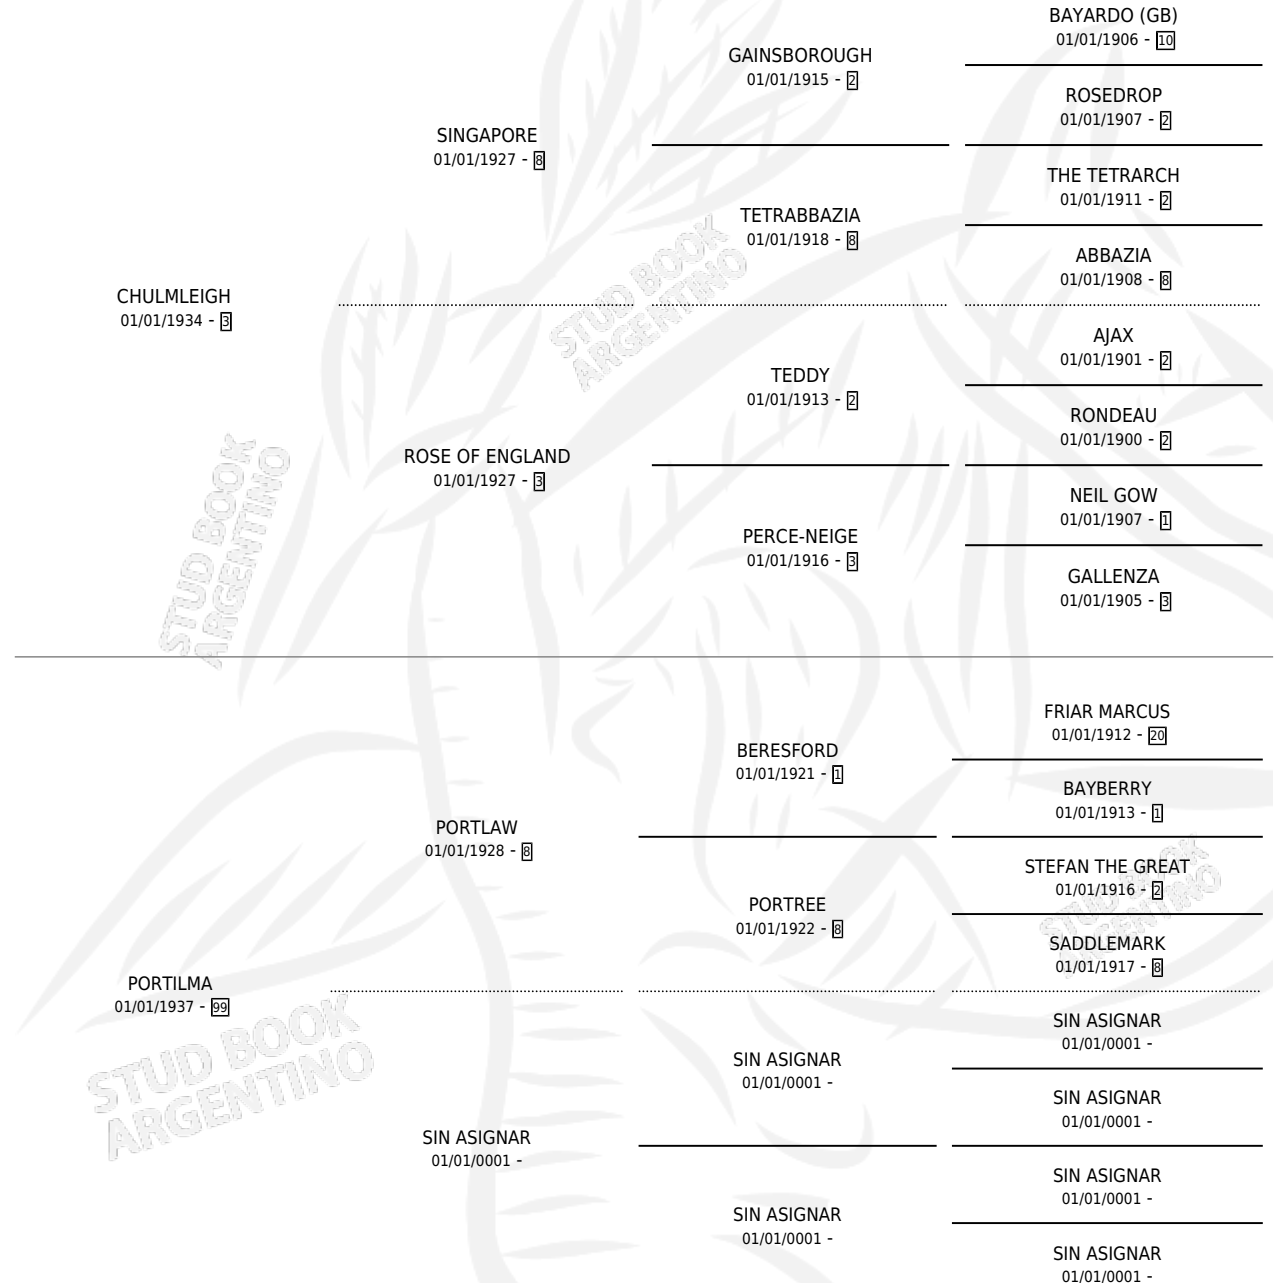 BAYARDO (GB)
01/01/1906 - 10
GAINSBOROUGH
01/01/1915 - 2
ROSEDROP
01/01/1907 - 2
SINGAPORE
01/01/1927 - 8
THE TETRARCH
01/01/1911 - 2
TETRABBAZIA
01/01/1918 - 8
ABBAZIA
01/01/1908 - 8
CHULMLEIGH
01/01/1934 - 3
AJAX
01/01/1901 - 2
TEDDY
01/01/1913 - 2
RONDEAU
01/01/1900 - 2
ROSE OF ENGLAND
01/01/1927 - 3
NEIL GOW
01/01/1907 - 1
PERCE-NEIGE
01/01/1916 - 3
GALLENZA
01/01/1905 - 3
FRIAR MARCUS
01/01/1912 - 20
BERESFORD
01/01/1921 - 1
BAYBERRY
01/01/1913 - 1
PORTLAW
01/01/1928 - 8
STEFAN THE GREAT
01/01/1916 - 2
PORTREE
01/01/1922 - 8
SADDLEMARK
01/01/1917 - 8
PORTILMA
01/01/1937 - 99
SIN ASIGNAR
01/01/0001 -
SIN ASIGNAR
01/01/0001 -
SIN ASIGNAR
01/01/0001 -
SIN ASIGNAR
01/01/0001 -
SIN ASIGNAR
01/01/0001 -
SIN ASIGNAR
01/01/0001 -
SIN ASIGNAR
01/01/0001 -
STUD BOOK
ARGENTINO
STUD BOOK
ARGENTINO
STUD BOOK
ARGENTINO
STUD BOOK
ARGENTINO